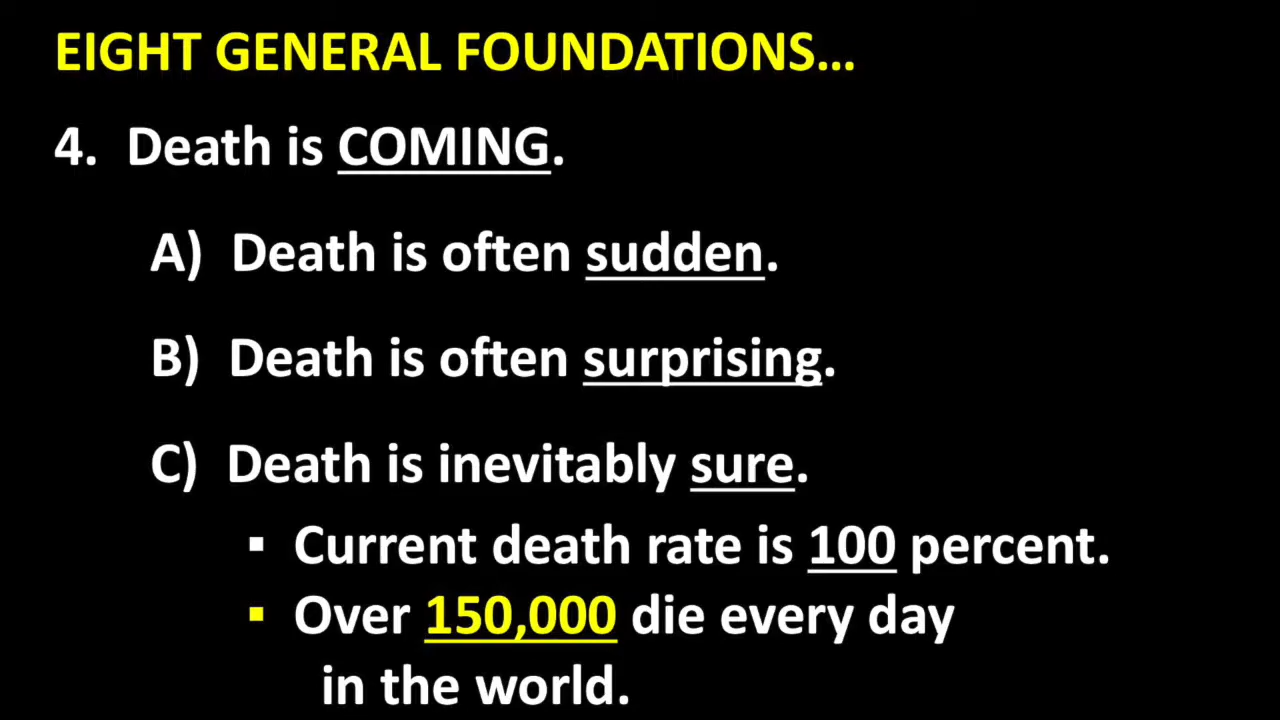 EIGHT GENERAL FOUNDATIONS...
4. Death is COMING.
A) Death is often sudden.
B) Death is often surprising.
C) Death is inevitably sure.
▪ Current death rate is 100 percent.
▪ Over 150,000 die every day
in the world.